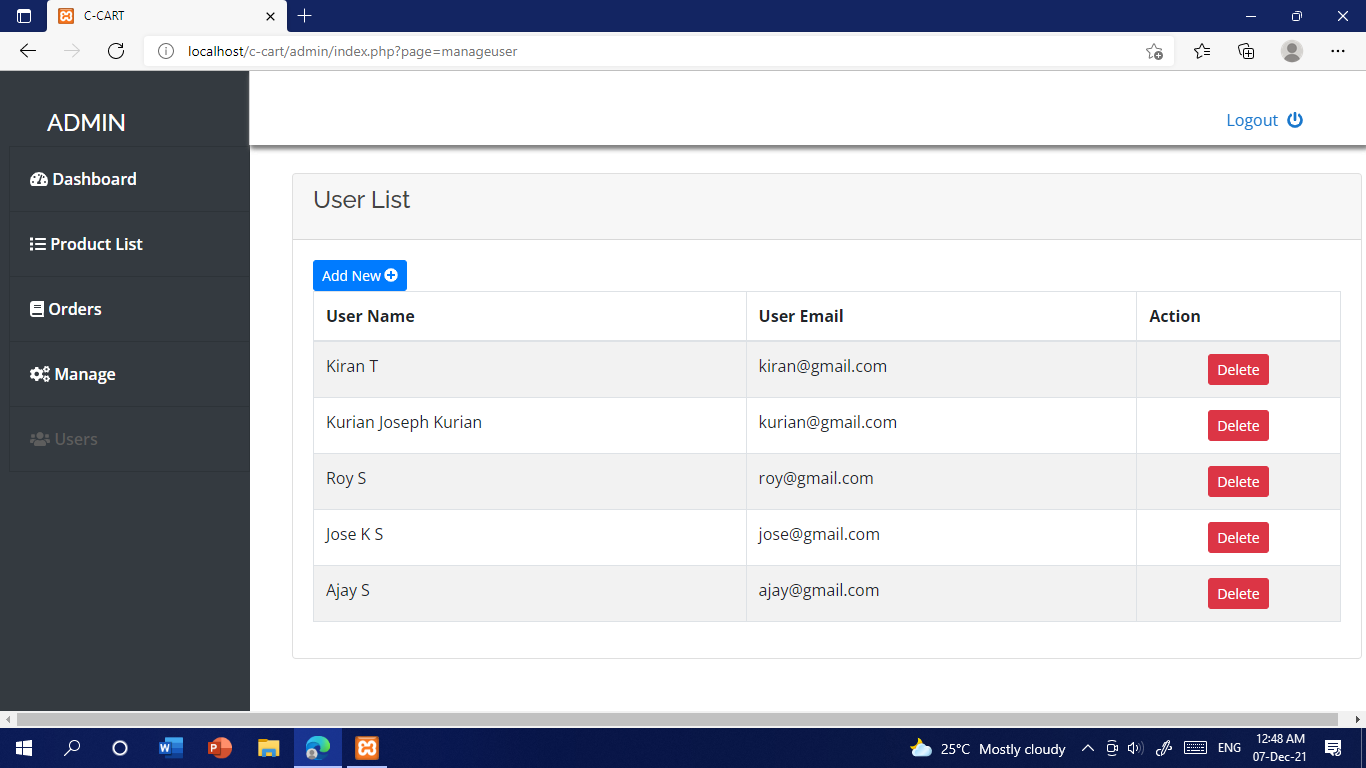 C-CART
localhost/c-cart/admin/index.php?page=manageuser
ADMIN
Logout
Dashboard
Product List
Orders
Manage
Users
User List
Add New
User Name User Email Action
Kiran T kiran@gmail.com Delete
Kurian Joseph Kurian kurian@gmail.com Delete
Roy S roy@gmail.com Delete
Jose K S jose@gmail.com Delete
Ajay S ajay@gmail.com Delete
25°C Mostly cloudy
ENG
12:48 AM
07-Dec-21